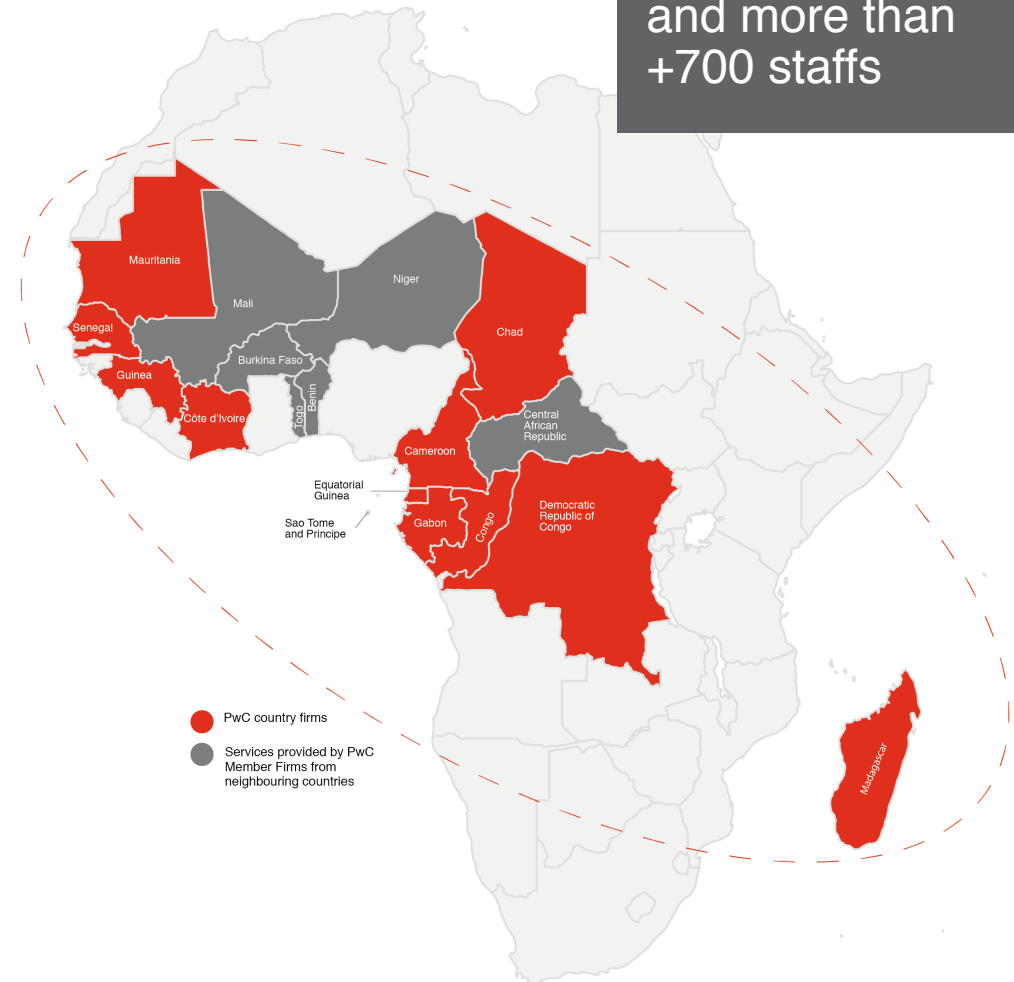 and more than
+700 staffs
Mauritania
Mali
Niger
Chad
Senegal
Burkina Faso
Guinea
Togo
Benin
Côte d'Ivoire
Central
African
Republic
Cameroon
Equatorial
Guinea
Sao Tome
and Principe
Gabon
Congo
Democratic
Republic of
Congo
PwC country firms
Services provided by PwC
Member Firms from
neighbouring countries
Madagascar